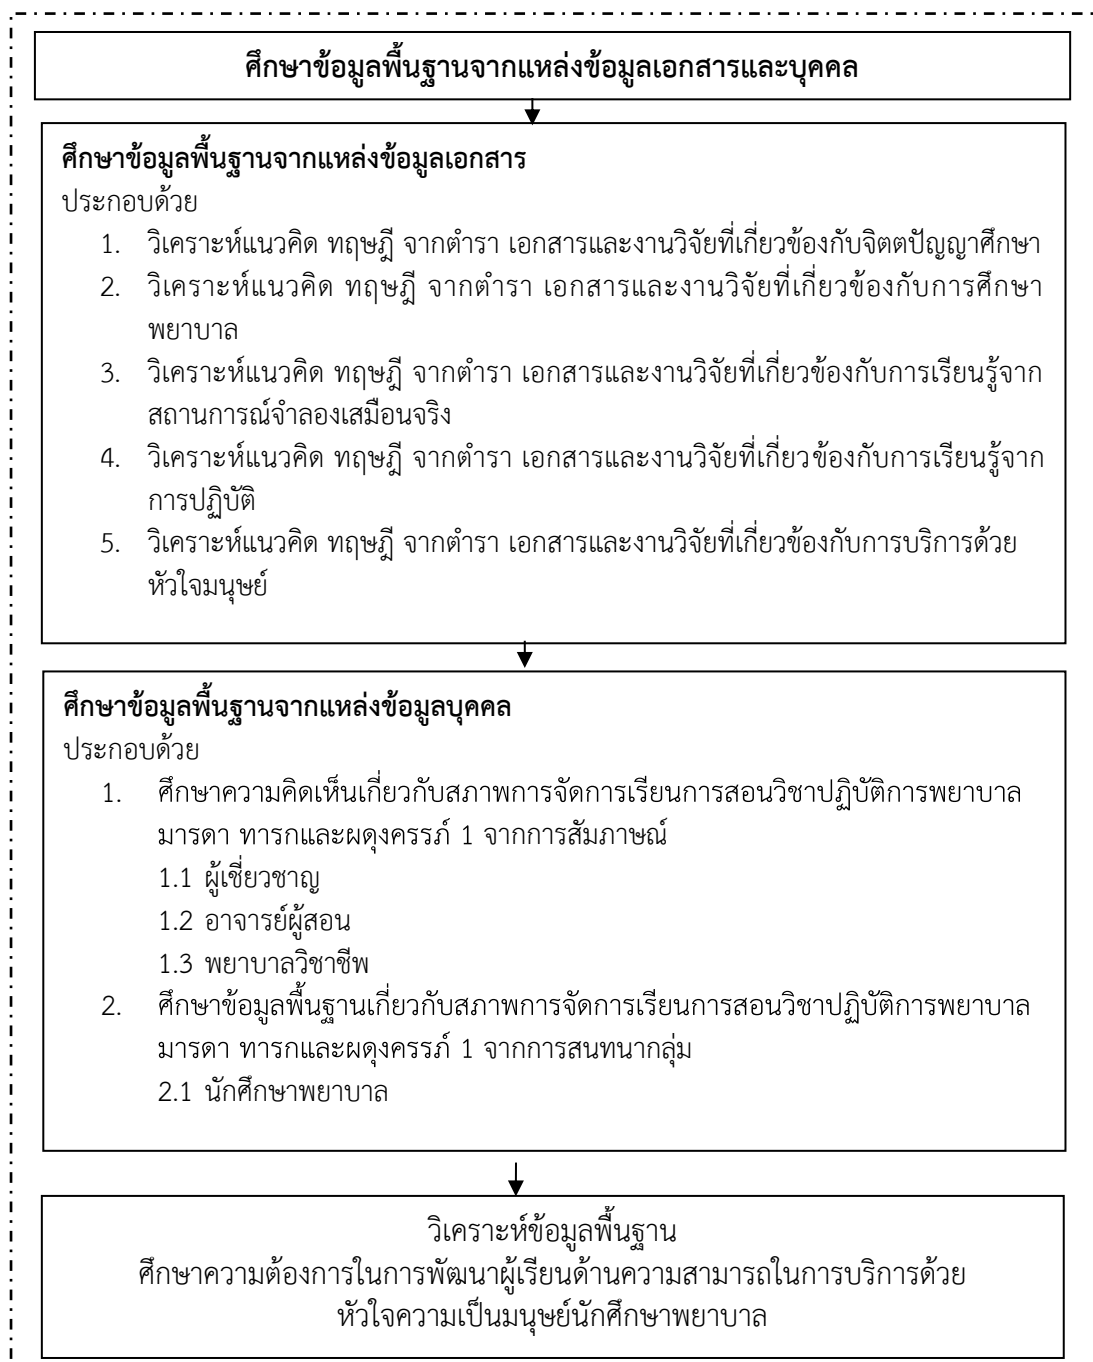 ศึกษาข้อมูลพื้นฐานจากแหล่งข้อมูลเอกสารและบุคคล
ศึกษาข้อมูลพื้นฐานจากแหล่งข้อมูลเอกสาร
ประกอบด้วย
1. วิเคราะห์แนวคิด ทฤษฎี จากตำรา เอกสารและงานวิจัยที่เกี่ยวข้องกับจิตตปัญญาศึกษา
2. วิเคราะห์แนวคิด ทฤษฎี จากตำรา เอกสารและงานวิจัยที่เกี่ยวข้องกับการศึกษา
พยาบาล
3. วิเคราะห์แนวคิด ทฤษฎี จากตำรา เอกสารและงานวิจัยที่เกี่ยวข้องกับการเรียนรู้จาก
สถานการณ์จำลองเสมือนจริง
4. วิเคราะห์แนวคิด ทฤษฎี จากตำรา เอกสารและงานวิจัยที่เกี่ยวข้องกับการเรียนรู้จาก
การปฏิบัติ
5. วิเคราะห์แนวคิด ทฤษฎี จากตำรา เอกสารและงานวิจัยที่เกี่ยวข้องกับการบริการด้วย
หัวใจมนุษย์
ศึกษาข้อมูลพื้นฐานจากแหล่งข้อมูลบุคคล
ประกอบด้วย
1. ศึกษาความคิดเห็นเกี่ยวกับสภาพการจัดการเรียนการสอนวิชาปฏิบัติการพยาบาล
มารดา ทารกและผดุงครรภ์ 1 จากการสัมภาษณ์
1.1 ผู้เชี่ยวชาญ
1.2 อาจารย์ผู้สอน
1.3 พยาบาลวิชาชีพ
2. ศึกษาข้อมูลพื้นฐานเกี่ยวกับสภาพการจัดการเรียนการสอนวิชาปฏิบัติการพยาบาล
มารดา ทารกและผดุงครรภ์ 1 จากการสนทนากลุ่ม
2.1 นักศึกษาพยาบาล
วิเคราะห์ข้อมูลพื้นฐาน
ศึกษาความต้องการในการพัฒนาผู้เรียนด้านความสามารถในการบริการด้วย
หัวใจความเป็นมนุษย์นักศึกษาพยาบาล